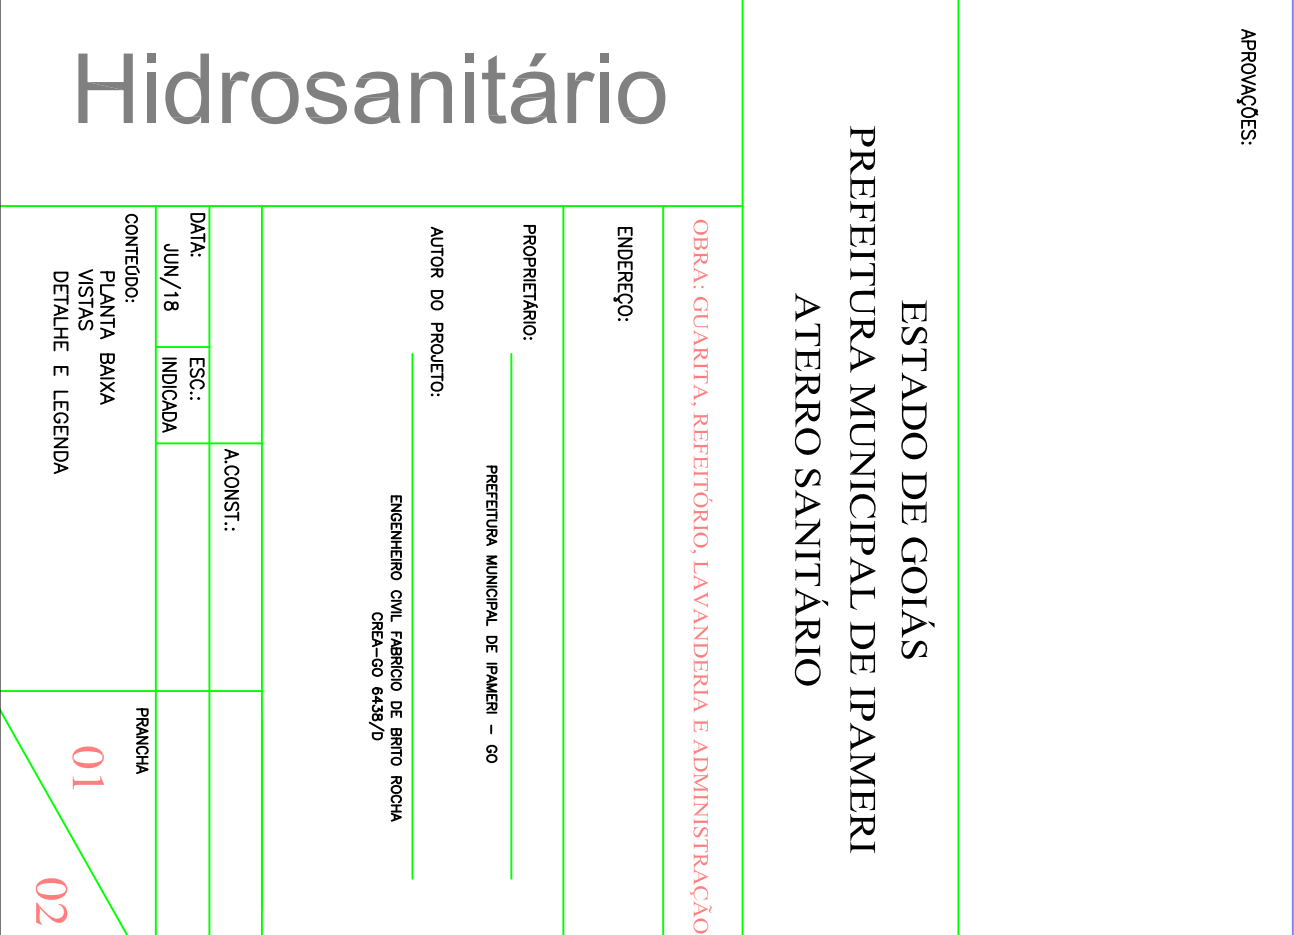 APROVAÇÕES:
ESTADO DE GOIÁS
PREFEITURA MUNICIPAL DE IPAMERI
ATERRO SANITÁRIO
OBRA: GUARITA, REFEITÓRIO, LAVANDERIA E ADMINISTRAÇÃO
ENDEREÇO:
PROPRIETÁRIO:
PREFEITURA MUNICIPAL DE IPAMERI - GO
AUTOR DO PROJETO:
ENGENHEIRO CIVIL FABRÍCIO DE BRITO ROCHA
CREA-GO 6438/D
A.CONST.:
DATA:
JUN/18
ESC.:
INDICADA
CONTEÚDO:
PLANTA BAIXA
VISTAS
DETALHE E LEGENDA
PRANCHA
01
02
Hidrosanitário